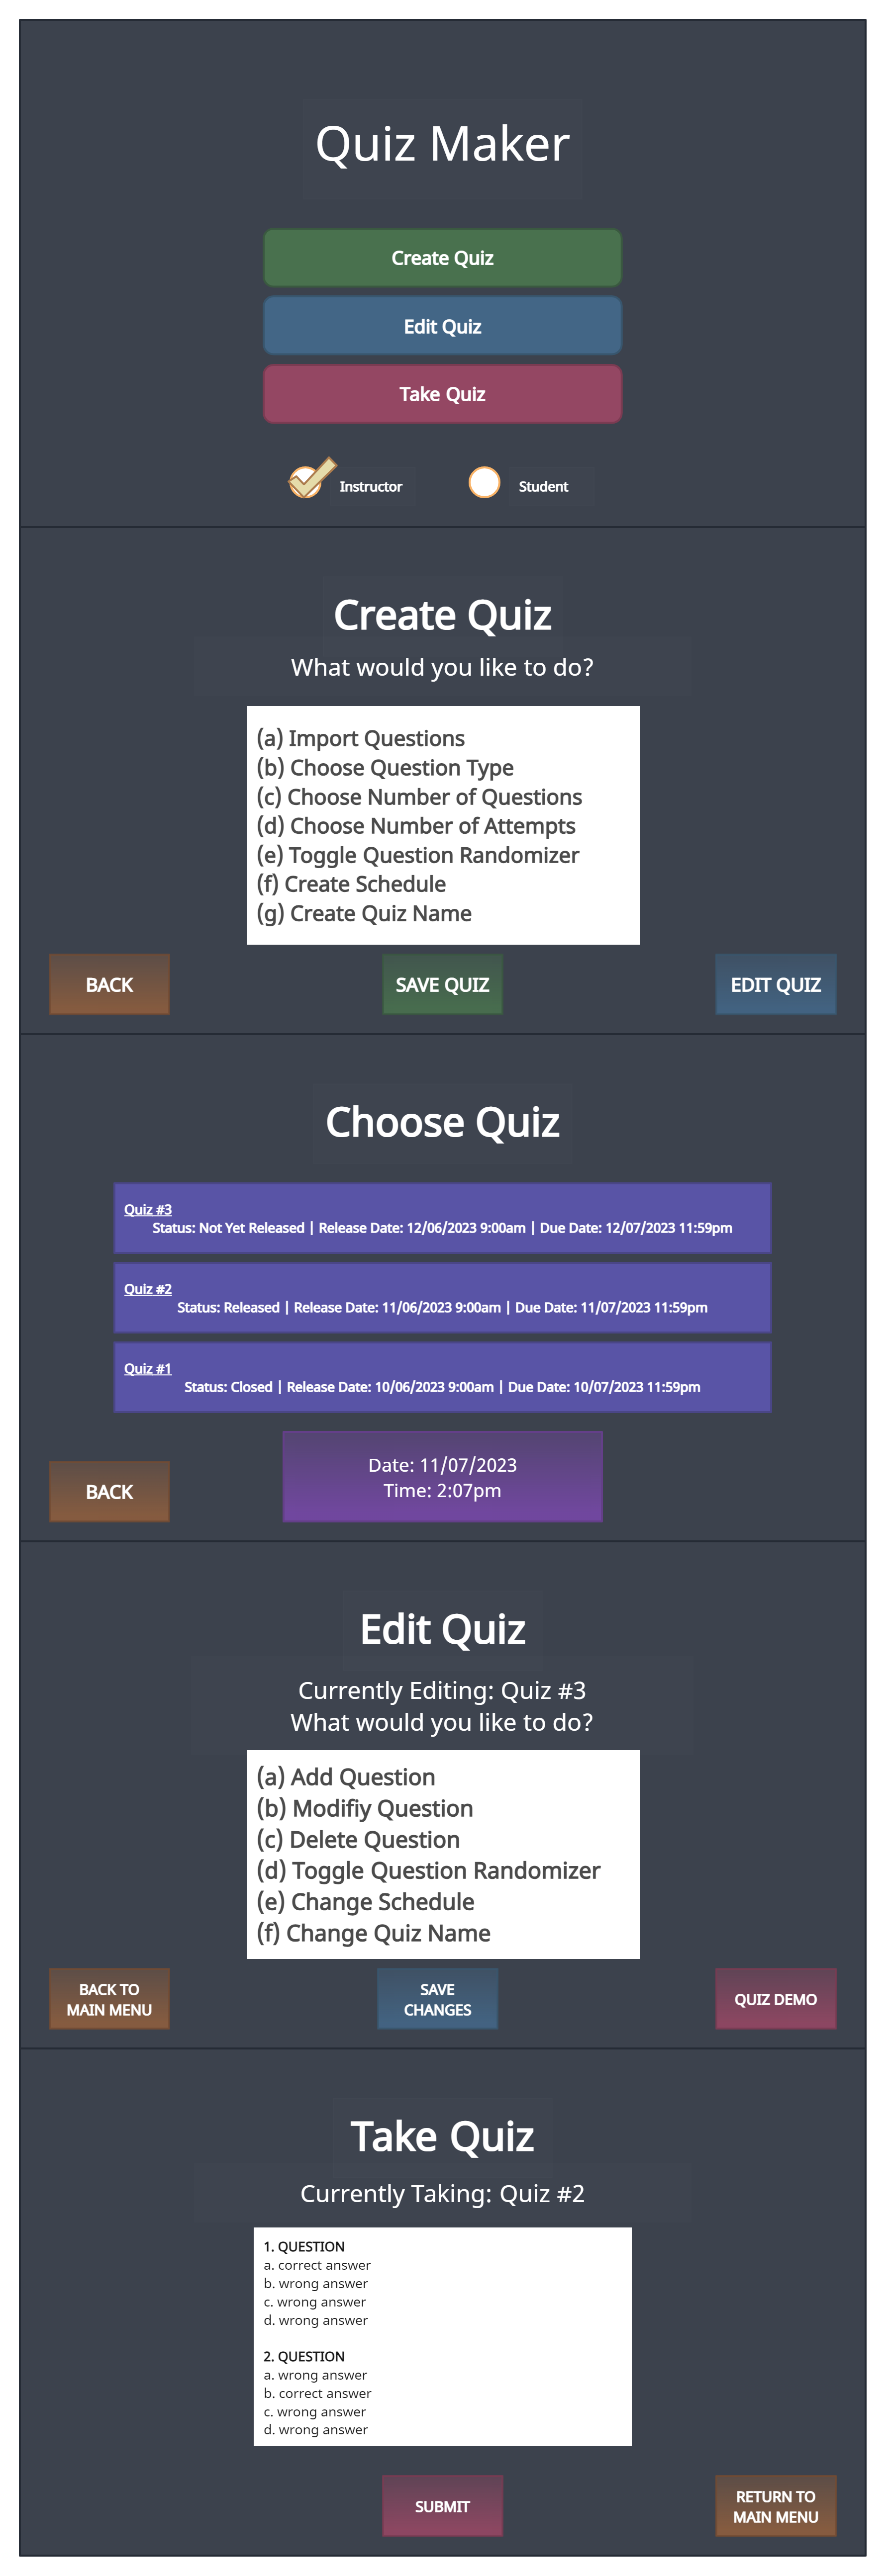 Quiz Maker
Create Quiz
Edit Quiz
Take Quiz
Instructor
Student
Create Quiz
What would you like to do?
(a) Import Questions
(b) Choose Question Type
(c) Choose Number of Questions
(d) Choose Number of Attempts
(e) Toggle Question Randomizer
(f) Create Schedule
(g) Create Quiz Name
BACK
SAVE QUIZ
EDIT QUIZ
Choose Quiz
Quiz #3
Status: Not Yet Released | Release Date: 12/06/2023 9:00am | Due Date: 12/07/2023 11:59pm
Quiz #2
Status: Released | Release Date: 11/06/2023 9:00am | Due Date: 11/07/2023 11:59pm
Quiz #1
Status: Closed | Release Date: 10/06/2023 9:00am | Due Date: 10/07/2023 11:59pm
BACK
Date: 11/07/2023
Time: 2:07pm
Edit Quiz
Currently Editing: Quiz #3
What would you like to do?
(a) Add Question
(b) Modifiy Question
(c) Delete Question
(d) Toggle Question Randomizer
(e) Change Schedule
(f) Change Quiz Name
BACK TO
MAIN MENU
SAVE
CHANGES
QUIZ DEMO
Take Quiz
Currently Taking: Quiz #2
1. QUESTION
a. correct answer
b. wrong answer
c. wrong answer
d. wrong answer
2. QUESTION
a. wrong answer
b. correct answer
c. wrong answer
d. wrong answer
SUBMIT
RETURN TO
MAIN MENU